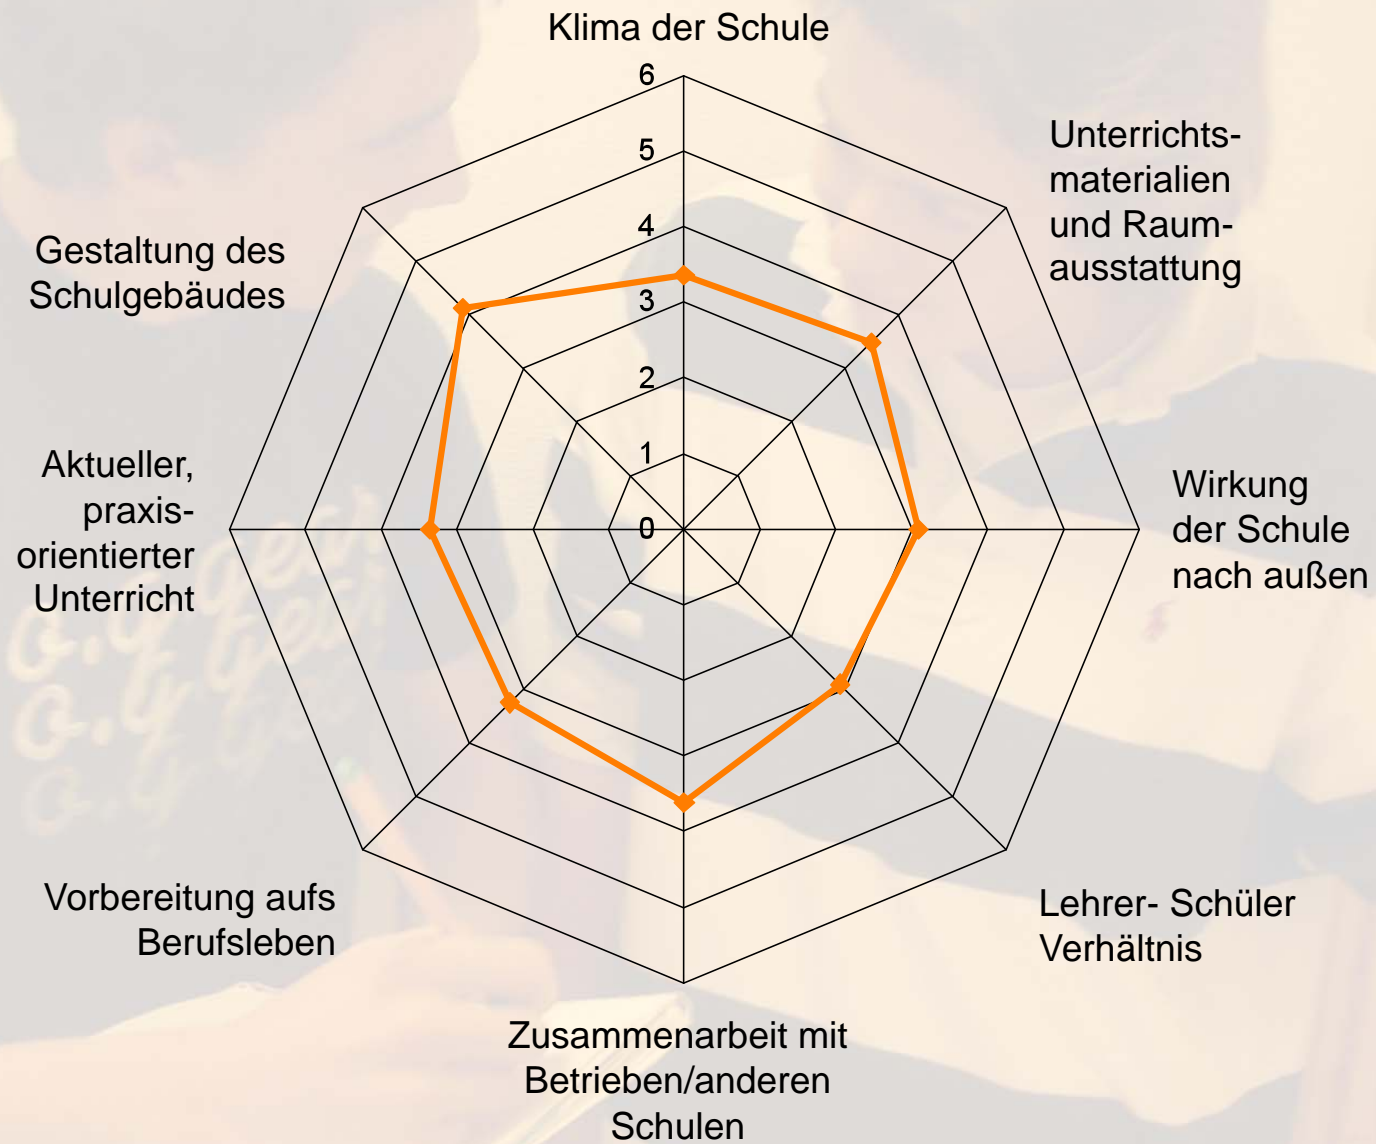 Klima der Schule
6
5
4
3
2
1
0
Unterrichts-
materialien
und Raum-
ausstattung
Wirkung
der Schule
nach außen
Lehrer- Schüler
Verhältnis
Zusammenarbeit mit
Betrieben/anderen
Schulen
Vorbereitung aufs
Berufsleben
Aktueller,
praxis-
orientierter
Unterricht
Gestaltung des
Schulgebäudes